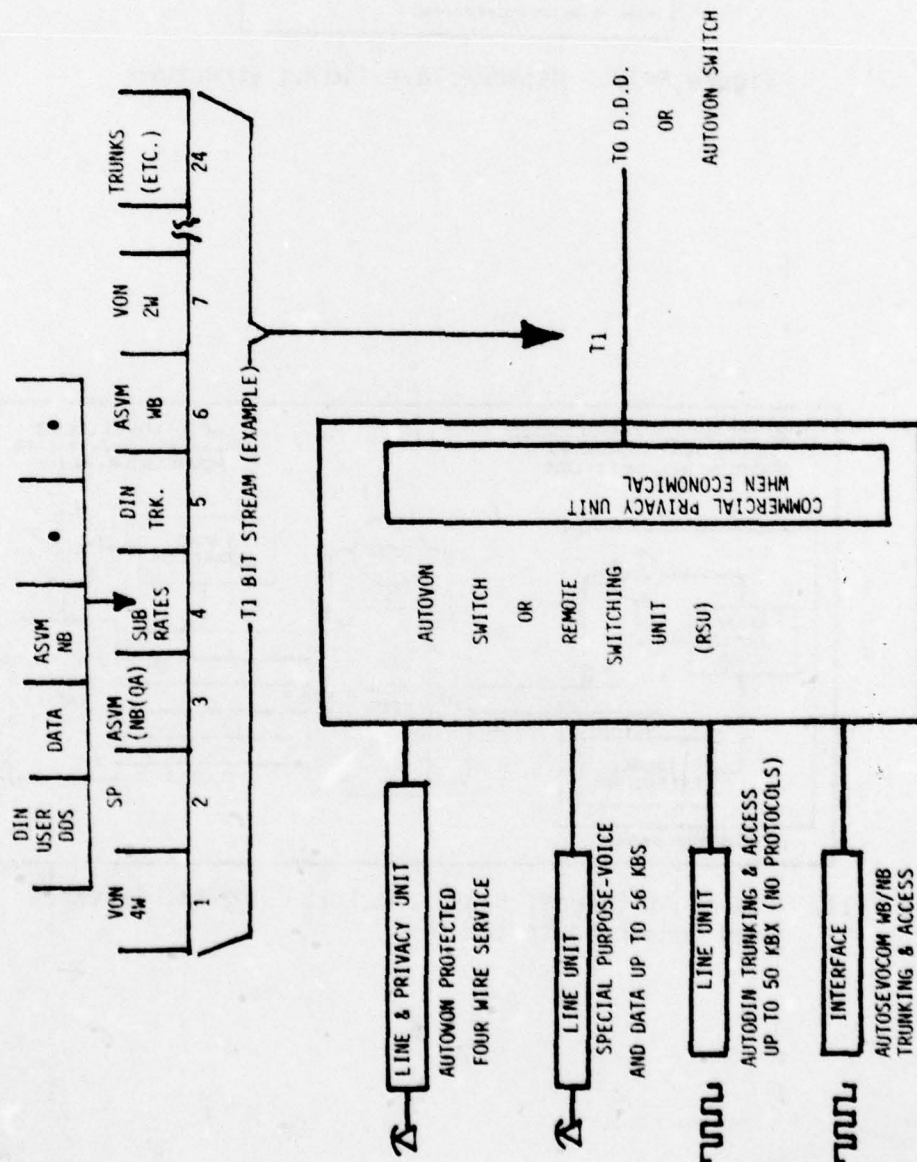 DIN
USER
DDS
DATA
ASVM
NB
•
•
VON
4W
SP
ASVM
(NB(QA)
SUB
RATES
DIN
TRK.
ASVM
WB
VON
2W
TRUNKS
(ETC.)
1
2
3
4
5
6
7
24
T1 BIT STREAM (EXAMPLE)
T1
TO D.D.D.
OR
AUTOVON SWITCH
COMMERCIAL PRIVACY UNIT
WHEN ECONOMICAL
AUTOVON
SWITCH
OR
REMOTE
SWITCHING
UNIT
(RSU)
LINE & PRIVACY UNIT
AUTOVON PROTECTED
FOUR WIRE SERVICE
LINE UNIT
SPECIAL PURPOSE-VOICE
AND DATA UP TO 56 KBS
LINE UNIT
AUTODIN TRUNKING & ACCESS
UP TO 50 KBX (NO PROTOCOLS)
INTERFACE
AUTOSEVOCOM WB/NB
TRUNKING & ACCESS